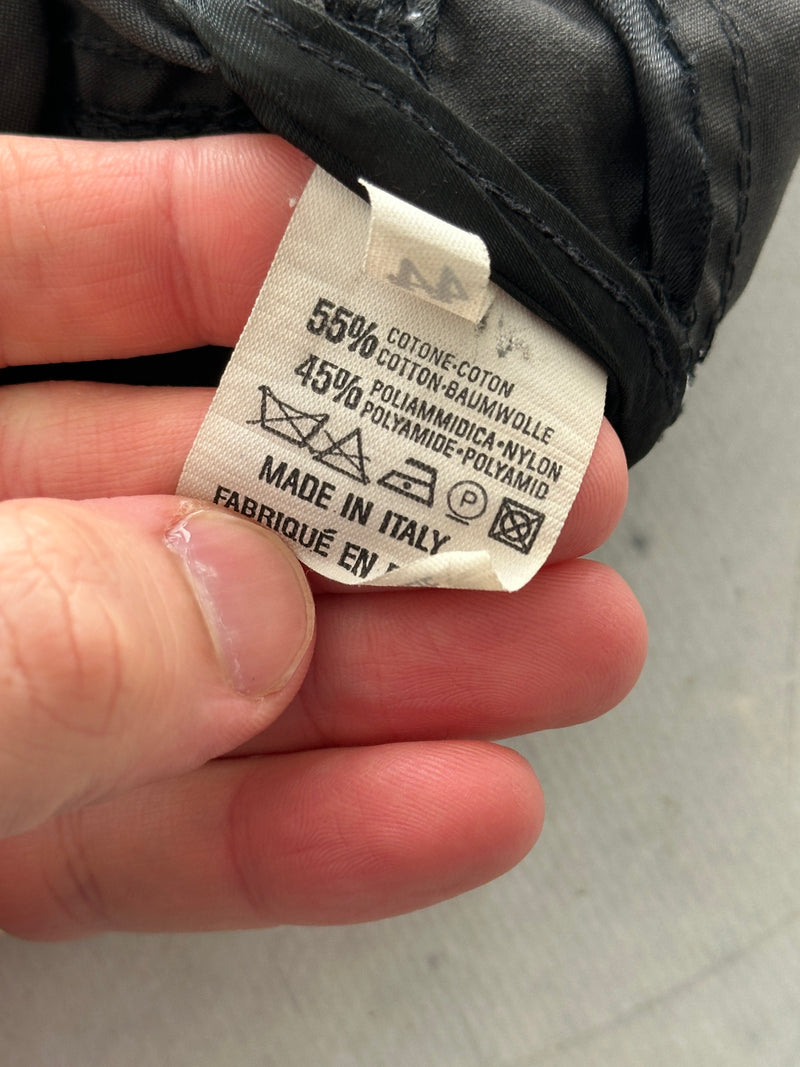 44
55% COTONE-COTON
COTTON-BAUMWOLLE
45% POLIAMMIDICA-NYLON
POLYAMIDE-POLYAMID
P
MADE IN ITALY
FABRIQUÉ EN